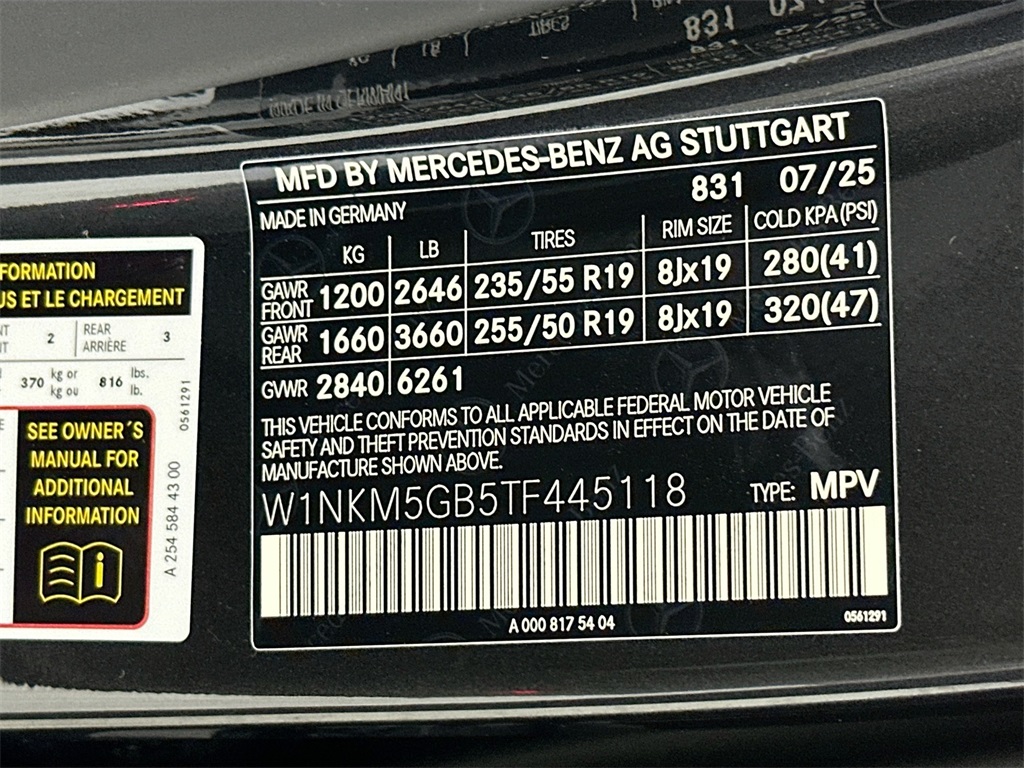 MFD BY MERCEDES-BENZ AG STUTTGART
MADE IN GERMANY 831 07/25
KG LB TIRES RIM SIZE COLD KPA (PSI)
GAWR FRONT 1200 2646 235/55 R19 8Jx19 280(41)
GAWR REAR 1660 3660 255/50 R19 8Jx19 320(47)
GVWR 2840 6261
THIS VEHICLE CONFORMS TO ALL APPLICABLE FEDERAL MOTOR VEHICLE
SAFETY AND THEFT PREVENTION STANDARDS IN EFFECT ON THE DATE OF
MANUFACTURE SHOWN ABOVE.
W1NKM5GB5TF445118 TYPE: MPV
A 000 817 54 04 0561291
FORMATION
US ET LE CHARGEMENT
2 REAR 3
ARRIÈRE
370 kg or 816 lbs.
kg ou lb.
SEE OWNER´S
MANUAL FOR
ADDITIONAL
INFORMATION
i
A 254 584 43 00
0561291